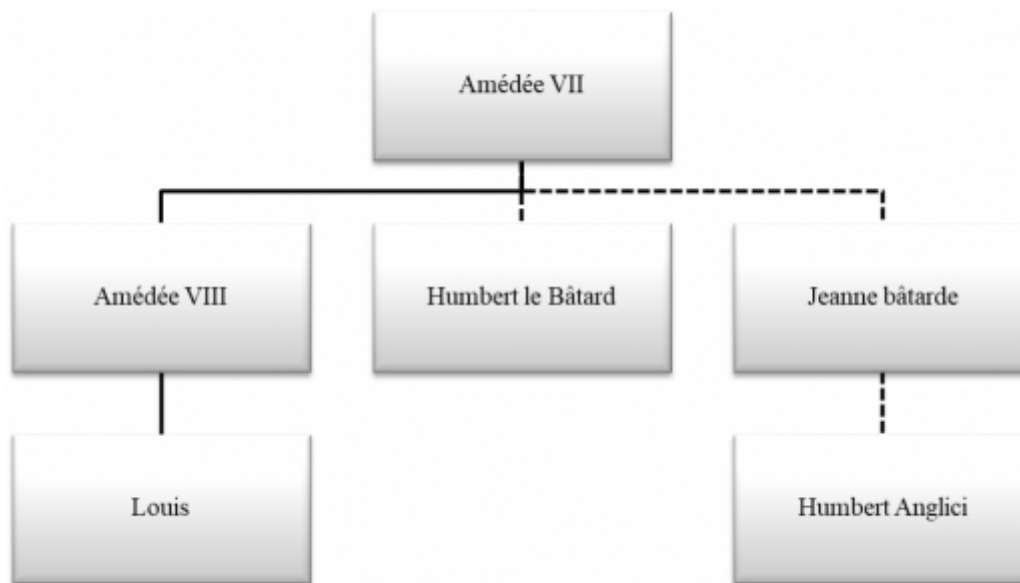 Amédée VII
Amédée VIII
Humbert le Bâtard
Jeanne bâtarde
Louis
Humbert Anglici